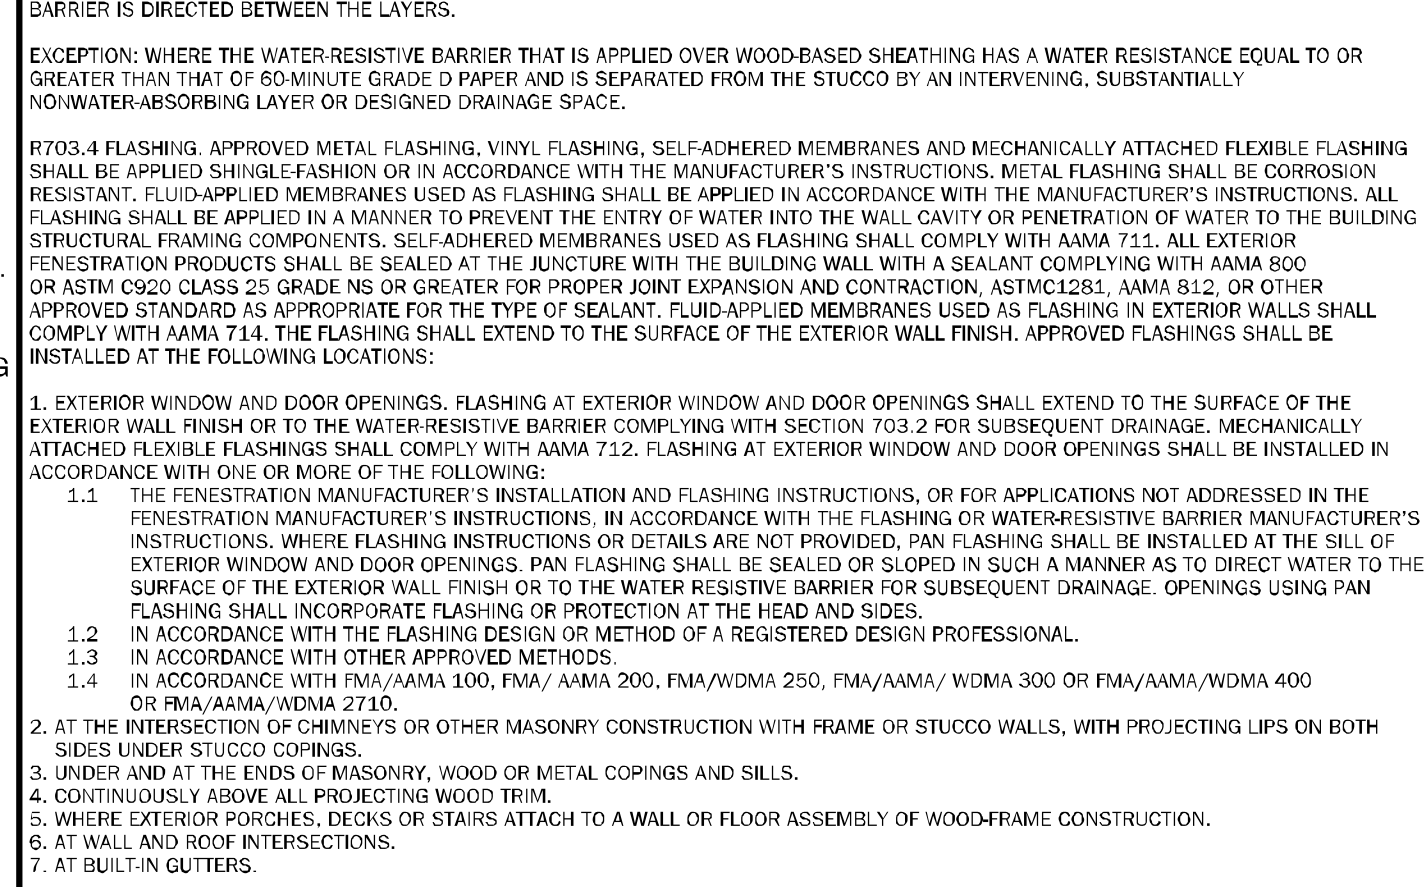 BARRIER IS DIRECTED BETWEEN THE LAYERS.
EXCEPTION: WHERE THE WATER-RESISTIVE BARRIER THAT IS APPLIED OVER WOOD-BASED SHEATHING HAS A WATER RESISTANCE EQUAL TO OR
GREATER THAN THAT OF 60-MINUTE GRADE D PAPER AND IS SEPARATED FROM THE STUCCO BY AN INTERVENING, SUBSTANTIALLY
NONWATER-ABSORBING LAYER OR DESIGNED DRAINAGE SPACE.
R703.4 FLASHING. APPROVED METAL FLASHING, VINYL FLASHING, SELF-ADHERED MEMBRANES AND MECHANICALLY ATTACHED FLEXIBLE FLASHING
SHALL BE APPLIED SHINGLE-FASHION OR IN ACCORDANCE WITH THE MANUFACTURER'S INSTRUCTIONS. METAL FLASHING SHALL BE CORROSION
RESISTANT. FLUID-APPLIED MEMBRANES USED AS FLASHING SHALL BE APPLIED IN ACCORDANCE WITH THE MANUFACTURER'S INSTRUCTIONS. ALL
FLASHING SHALL BE APPLIED IN A MANNER TO PREVENT THE ENTRY OF WATER INTO THE WALL CAVITY OR PENETRATION OF WATER TO THE BUILDING
STRUCTURAL FRAMING COMPONENTS. SELF-ADHERED MEMBRANES USED AS FLASHING SHALL COMPLY WITH AAMA 711. ALL EXTERIOR
FENESTRATION PRODUCTS SHALL BE SEALED AT THE JUNCTURE WITH THE BUILDING WALL WITH A SEALANT COMPLYING WITH AAMA 800
OR ASTM C920 CLASS 25 GRADE NS OR GREATER FOR PROPER JOINT EXPANSION AND CONTRACTION, ASTMC1281, AAMA 812, OR OTHER
APPROVED STANDARD AS APPROPRIATE FOR THE TYPE OF SEALANT. FLUID-APPLIED MEMBRANES USED AS FLASHING IN EXTERIOR WALLS SHALL
COMPLY WITH AAMA 714. THE FLASHING SHALL EXTEND TO THE SURFACE OF THE EXTERIOR WALL FINISH. APPROVED FLASHINGS SHALL BE
INSTALLED AT THE FOLLOWING LOCATIONS:
G
1. EXTERIOR WINDOW AND DOOR OPENINGS. FLASHING AT EXTERIOR WINDOW AND DOOR OPENINGS SHALL EXTEND TO THE SURFACE OF THE
EXTERIOR WALL FINISH OR TO THE WATER-RESISTIVE BARRIER COMPLYING WITH SECTION 703.2 FOR SUBSEQUENT DRAINAGE. MECHANICALLY
ATTACHED FLEXIBLE FLASHINGS SHALL COMPLY WITH AAMA 712. FLASHING AT EXTERIOR WINDOW AND DOOR OPENINGS SHALL BE INSTALLED IN
ACCORDANCE WITH ONE OR MORE OF THE FOLLOWING:
1.1 THE FENESTRATION MANUFACTURER'S INSTALLATION AND FLASHING INSTRUCTIONS, OR FOR APPLICATIONS NOT ADDRESSED IN THE
FENESTRATION MANUFACTURER'S INSTRUCTIONS, IN ACCORDANCE WITH THE FLASHING OR WATER-RESISTIVE BARRIER MANUFACTURER'S
INSTRUCTIONS. WHERE FLASHING INSTRUCTIONS OR DETAILS ARE NOT PROVIDED, PAN FLASHING SHALL BE INSTALLED AT THE SILL OF
EXTERIOR WINDOW AND DOOR OPENINGS. PAN FLASHING SHALL BE SEALED OR SLOPED IN SUCH A MANNER AS TO DIRECT WATER TO THE
SURFACE OF THE EXTERIOR WALL FINISH OR TO THE WATER RESISTIVE BARRIER FOR SUBSEQUENT DRAINAGE. OPENINGS USING PAN
FLASHING SHALL INCORPORATE FLASHING OR PROTECTION AT THE HEAD AND SIDES.
1.2 IN ACCORDANCE WITH THE FLASHING DESIGN OR METHOD OF A REGISTERED DESIGN PROFESSIONAL.
1.3 IN ACCORDANCE WITH OTHER APPROVED METHODS.
1.4 IN ACCORDANCE WITH FMA/AAMA 100, FMA/ AAMA 200, FMA/WDMA 250, FMA/AAMA/ WDMA 300 OR FMA/AAMA/WDMA 400
OR FMA/AAMA/WDMA 2710.
2. AT THE INTERSECTION OF CHIMNEYS OR OTHER MASONRY CONSTRUCTION WITH FRAME OR STUCCO WALLS, WITH PROJECTING LIPS ON BOTH
SIDES UNDER STUCCO COPINGS.
3. UNDER AND AT THE ENDS OF MASONRY, WOOD OR METAL COPINGS AND SILLS.
4. CONTINUOUSLY ABOVE ALL PROJECTING WOOD TRIM.
5. WHERE EXTERIOR PORCHES, DECKS OR STAIRS ATTACH TO A WALL OR FLOOR ASSEMBLY OF WOOD-FRAME CONSTRUCTION.
6. AT WALL AND ROOF INTERSECTIONS.
7. AT BUILT-IN GUTTERS.